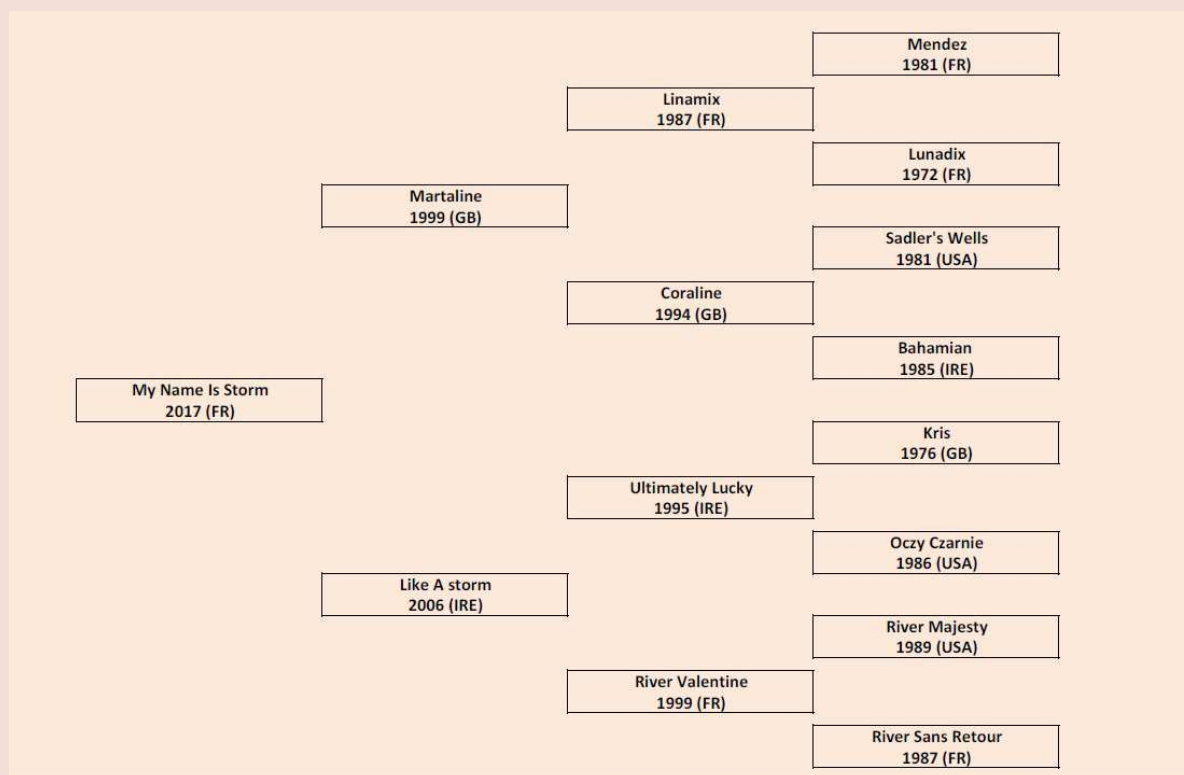 Mendez
1981 (FR)
Linamix
1987 (FR)
Lunadix
1972 (FR)
Martaline
1999 (GB)
Sadler's Wells
1981 (USA)
Coraline
1994 (GB)
Bahamian
1985 (IRE)
My Name Is Storm
2017 (FR)
Kris
1976 (GB)
Ultimately Lucky
1995 (IRE)
Oczy Czarnie
1986 (USA)
Like A storm
2006 (IRE)
River Majesty
1989 (USA)
River Valentine
1999 (FR)
River Sans Retour
1987 (FR)